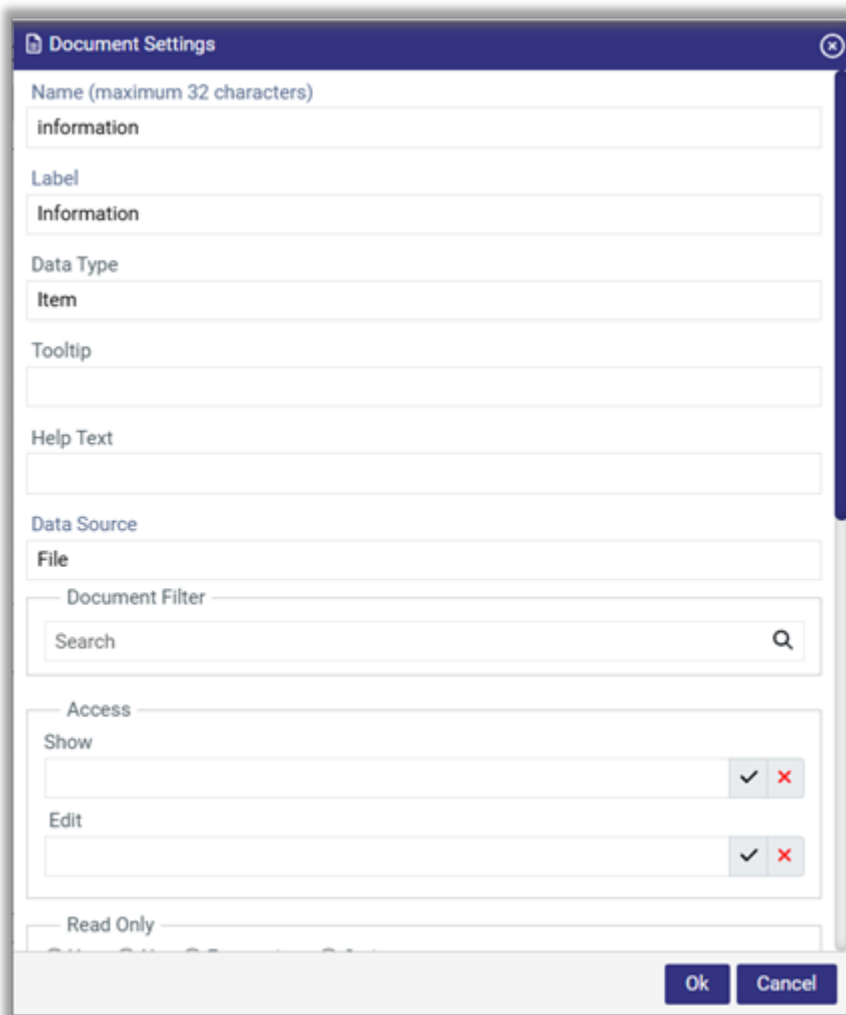 Document Settings
Name (maximum 32 characters)
information
Label
Information
Data Type
Item
Tooltip
Help Text
Data Source
File
Document Filter
Search
Access
Show
Edit
Read Only
Ok Cancel